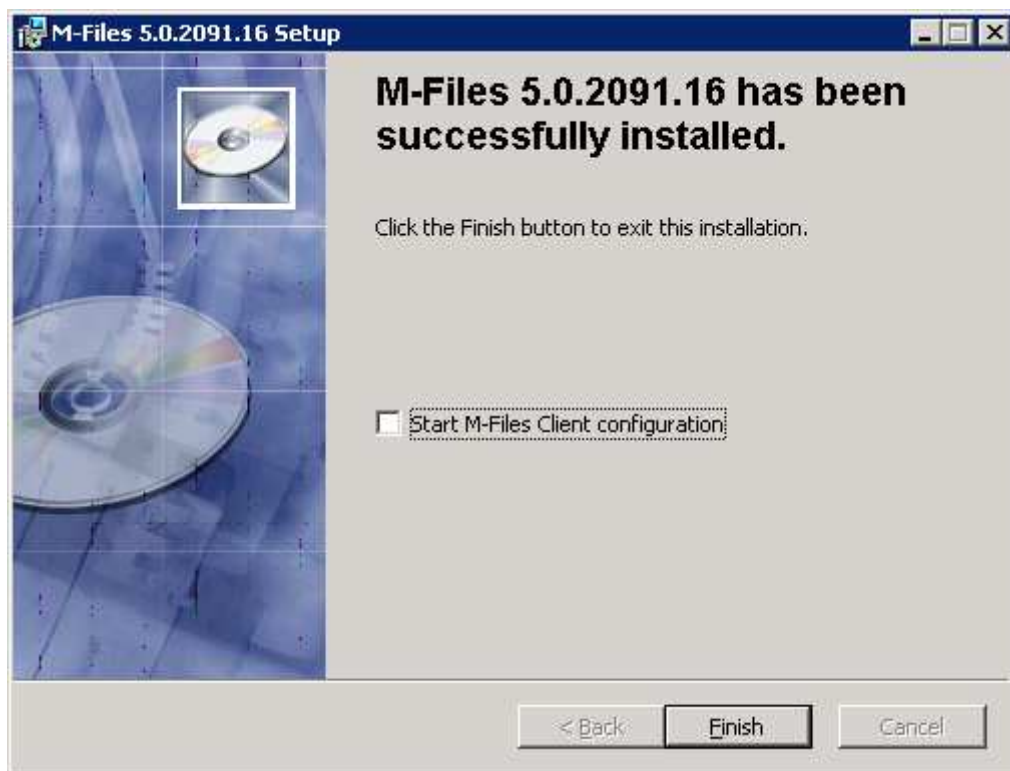 M-Files 5.0.2091.16 Setup
M-Files 5.0.2091.16 has been
successfully installed.
Click the Finish button to exit this installation.
Start M-Files Client configuration
< Back
Finish
Cancel